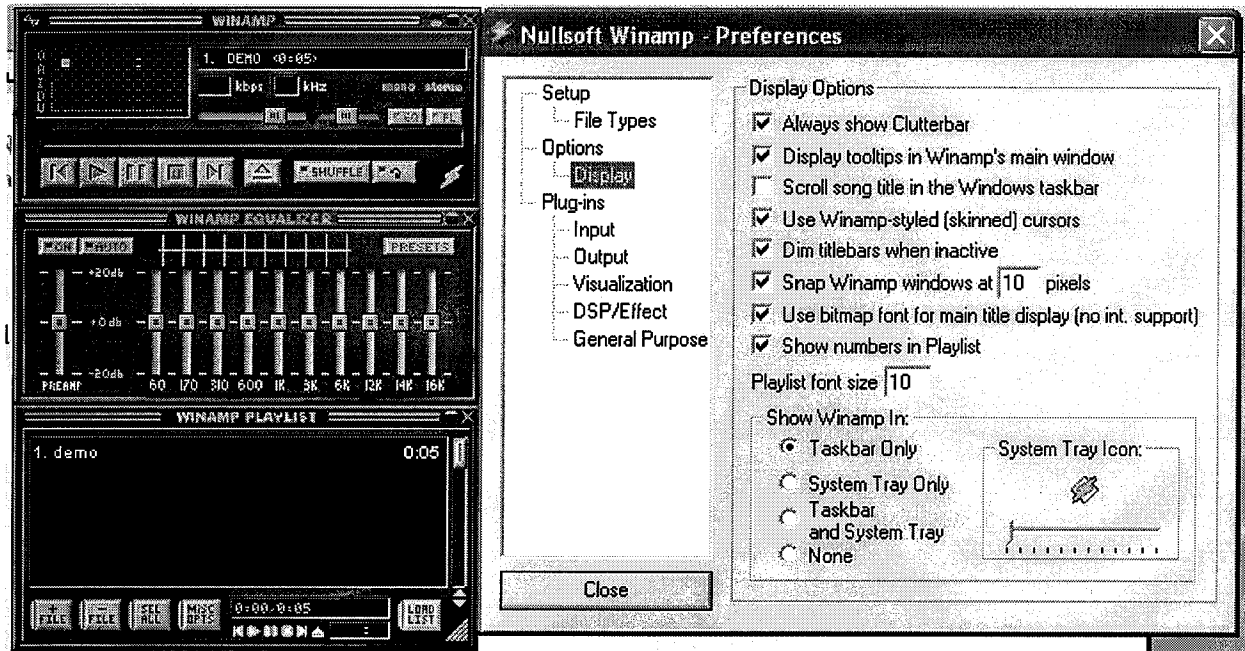 WINAMP
O
A
I
D
V
1. DEMO <0:05>
kbps kHz mono stereo
EQ PL
SHUFFLE
WINAMP EQUALIZER
ON AUTO PRESETS
+20db
+0db
-20db
PREAMP 60 170 310 600 1K 3K 6K 12K 14K 16K
WINAMP PLAYLIST
1. demo 0:05
+ FILE - FILE SEL ALL MISC OPTS 0:00/0:05 LOAD LIST
Nullsoft Winamp - Preferences
Setup
File Types
Options
Display
Plug-ins
Input
Output
Visualization
DSP/Effect
General Purpose
Close
Display Options
Always show Clutterbar
Display tooltips in Winamp's main window
Scroll song title in the Windows taskbar
Use Winamp-styled (skinned) cursors
Dim titlebars when inactive
Snap Winamp windows at 10 pixels
Use bitmap font for main title display (no int. support)
Show numbers in Playlist
Playlist font size 10
Show Winamp In:
Taskbar Only
System Tray Only
Taskbar
and System Tray
None
System Tray Icon: